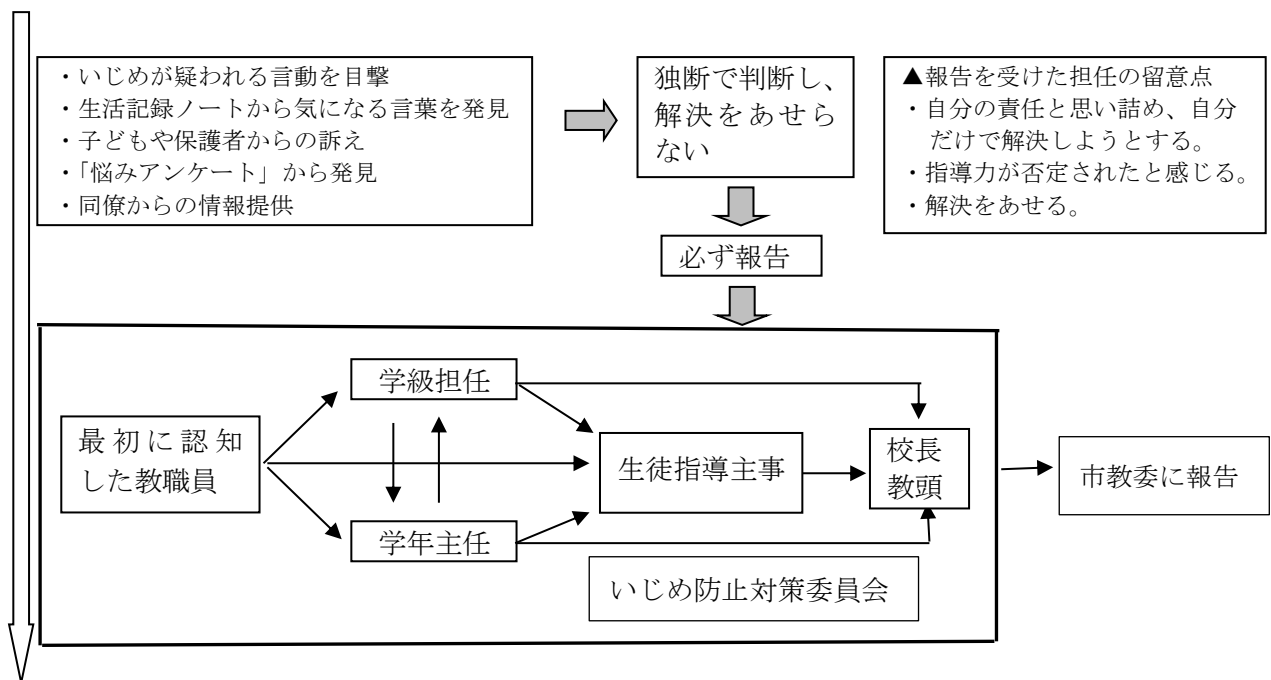 ・いじめが疑われる言動を目撃
・生活記録ノートから気になる言葉を発見
・子どもや保護者からの訴え
・「悩みアンケート」から発見
・同僚からの情報提供
独断で判断し、
解決をあせら
ない
▲報告を受けた担任の留意点
・自分の責任と思い詰め、自分
だけで解決しようとする。
・指導力が否定されたと感じる。
・解決をあせる。
必ず報告
学級担任
最初に認知
した教職員
生徒指導主事
校長
教頭
市教委に報告
学年主任
いじめ防止対策委員会